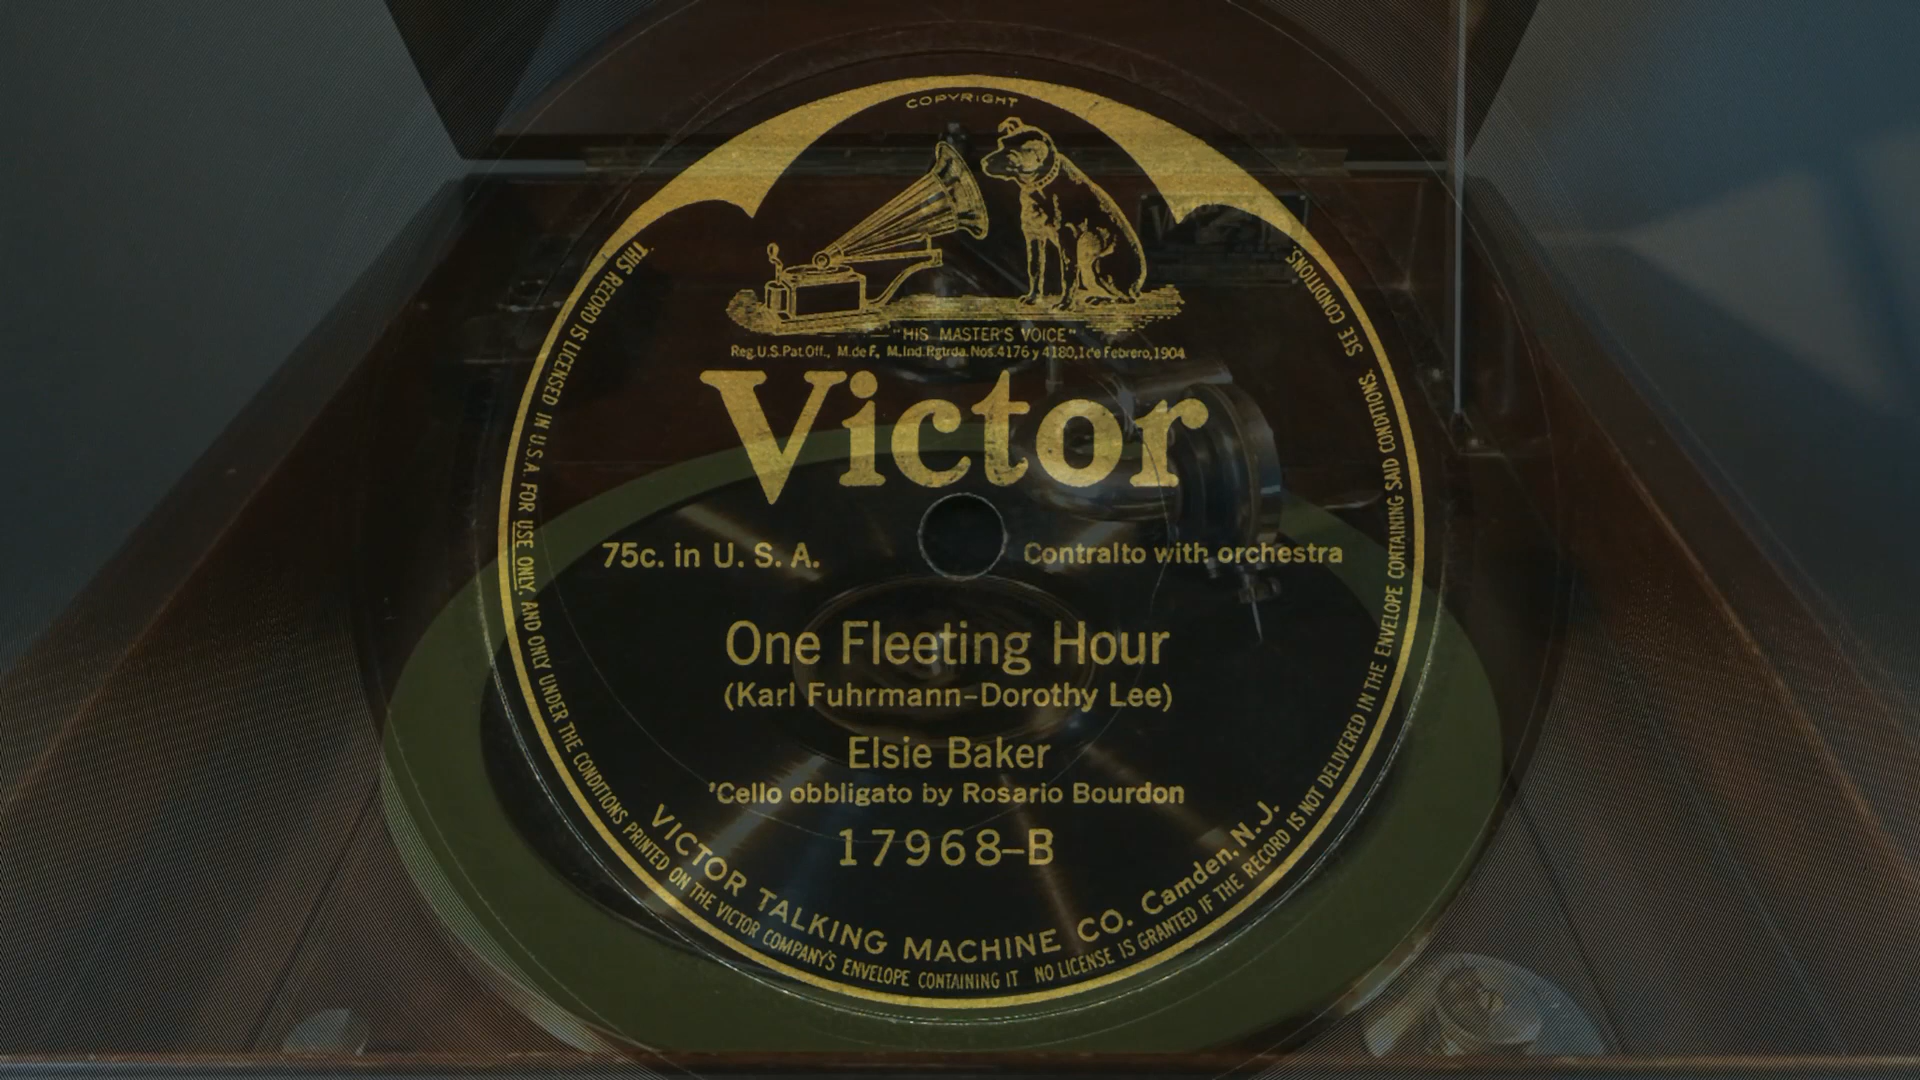 COPYRIGHT
"HIS MASTER'S VOICE"
Reg.U.S.Pat.Off., M.de F., M.Ind.Rgtrda.Nos.4176 y 4180,1 de Febrero,1904
Victor
75c. in U. S. A.
Contralto with orchestra
One Fleeting Hour
(Karl Fuhrmann-Dorothy Lee)
Elsie Baker
'Cello obbligato by Rosario Bourdon
17968-B
VICTOR TALKING MACHINE CO. Camden, N.J.
THIS RECORD IS LICENSED IN U.S.A. FOR USE ONLY, AND ONLY UNDER THE CONDITIONS PRINTED ON THE VICTOR COMPANY'S ENVELOPE CONTAINING IT NO LICENSE IS GRANTED IF THE RECORD IS NOT DELIVERED IN THE ENVELOPE CONTAINING SAID CONDITIONS. SEE CONDITIONS.